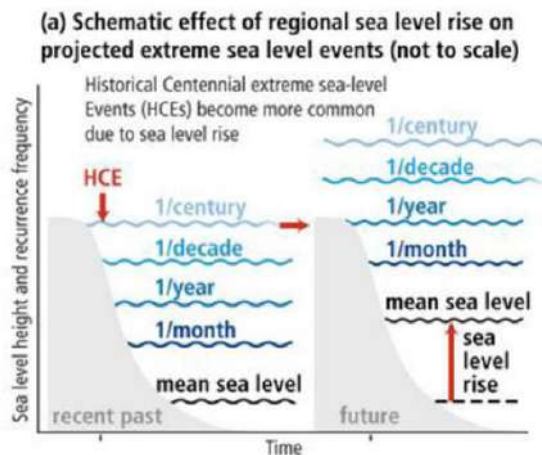 (a) Schematic effect of regional sea level rise on
projected extreme sea level events (not to scale)
Historical Centennial extreme sea-level
Events (HCEs) become more common
due to sea level rise
Sea level height and recurrence frequency
HCE
1/century
1/decade
1/year
1/month
mean sea level
recent past
1/century
1/decade
1/year
1/month
mean sea level
sea
level
rise
future
Time